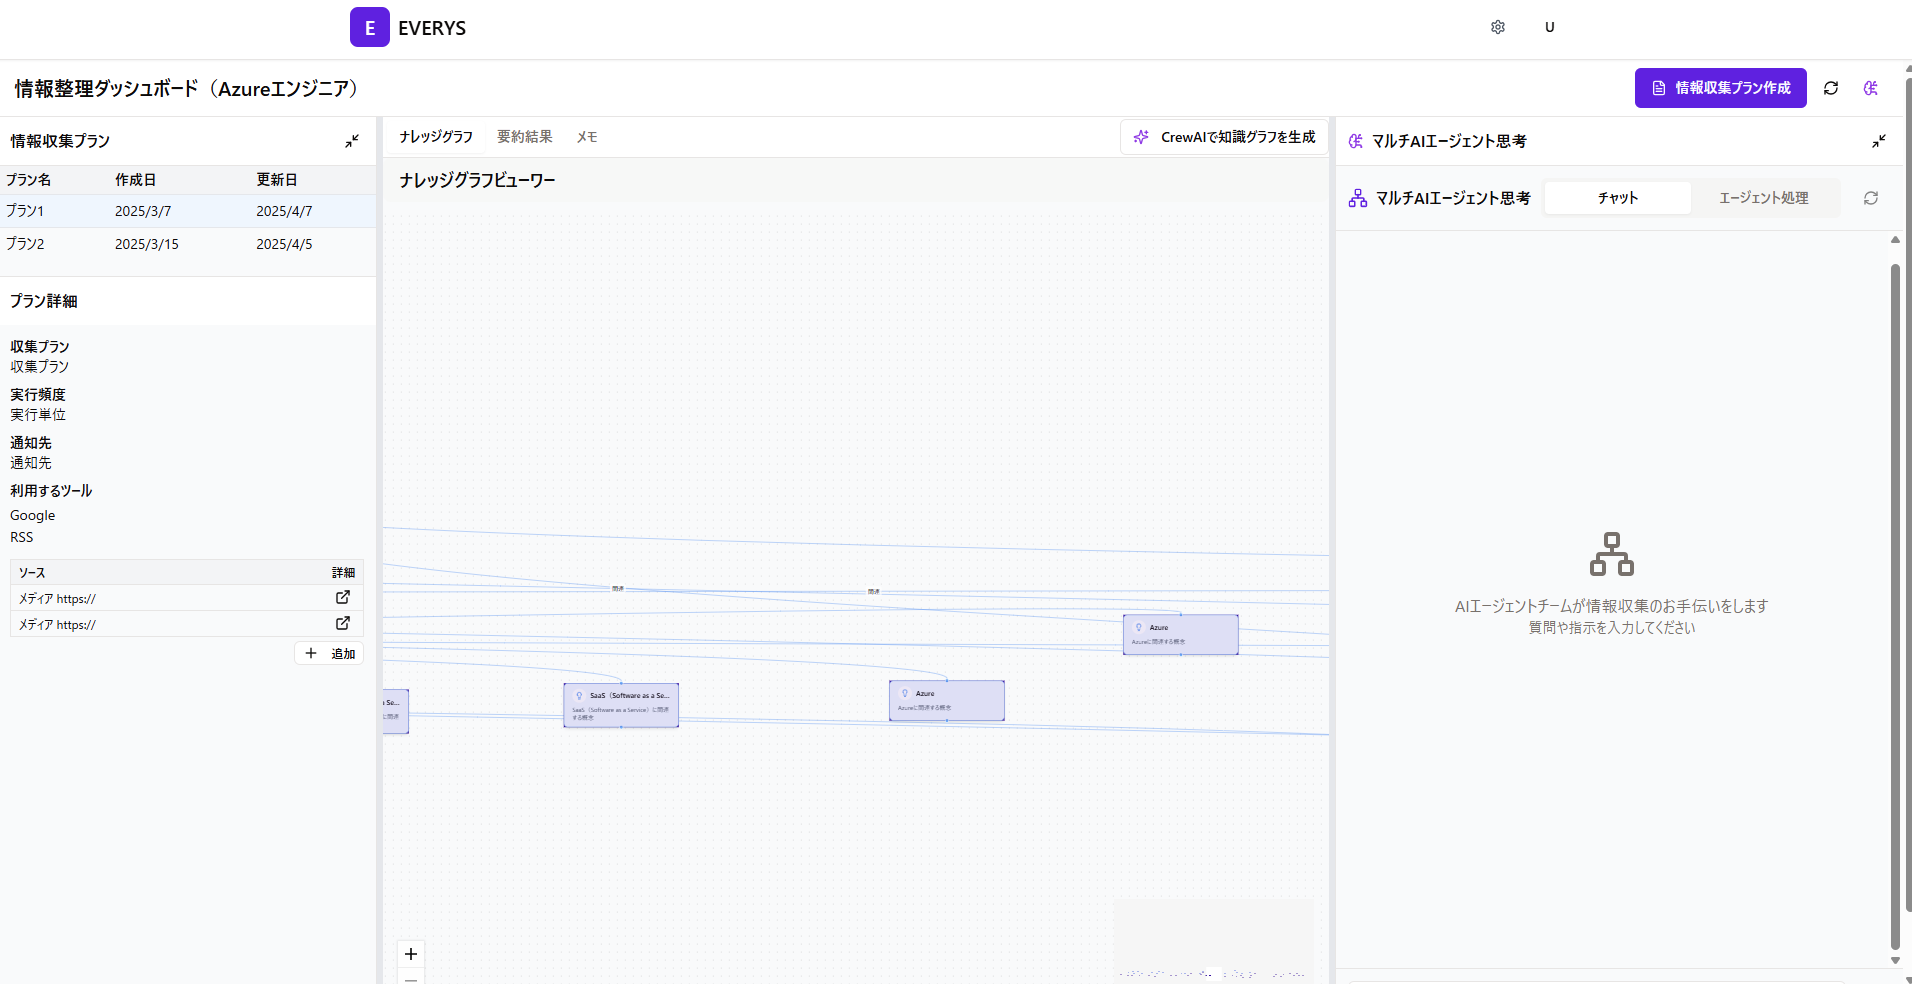 E EVERYS
U
情報整理ダッシュボード（Azureエンジニア）
情報収集プラン作成
情報収集プラン
プラン名 作成日 更新日
プラン1 2025/3/7 2025/4/7
プラン2 2025/3/15 2025/4/5
プラン詳細
収集プラン
収集プラン
実行頻度
実行単位
通知先
通知先
利用するツール
Google
RSS
ソース 詳細
メディア https://
メディア https://
追加
ナレッジグラフ 要約結果 メモ
CrewAIで知識グラフを生成
ナレッジグラフビューワー
関連
関連
Azure
Azureに関連する概念
a Se...
に関連
SaaS（Software as a Se...
SaaS（Software as a Service）に関連
する概念
Azure
Azureに関連する概念
マルチAIエージェント思考
マルチAIエージェント思考 チャット エージェント処理
AIエージェントチームが情報収集のお手伝いをします
質問や指示を入力してください